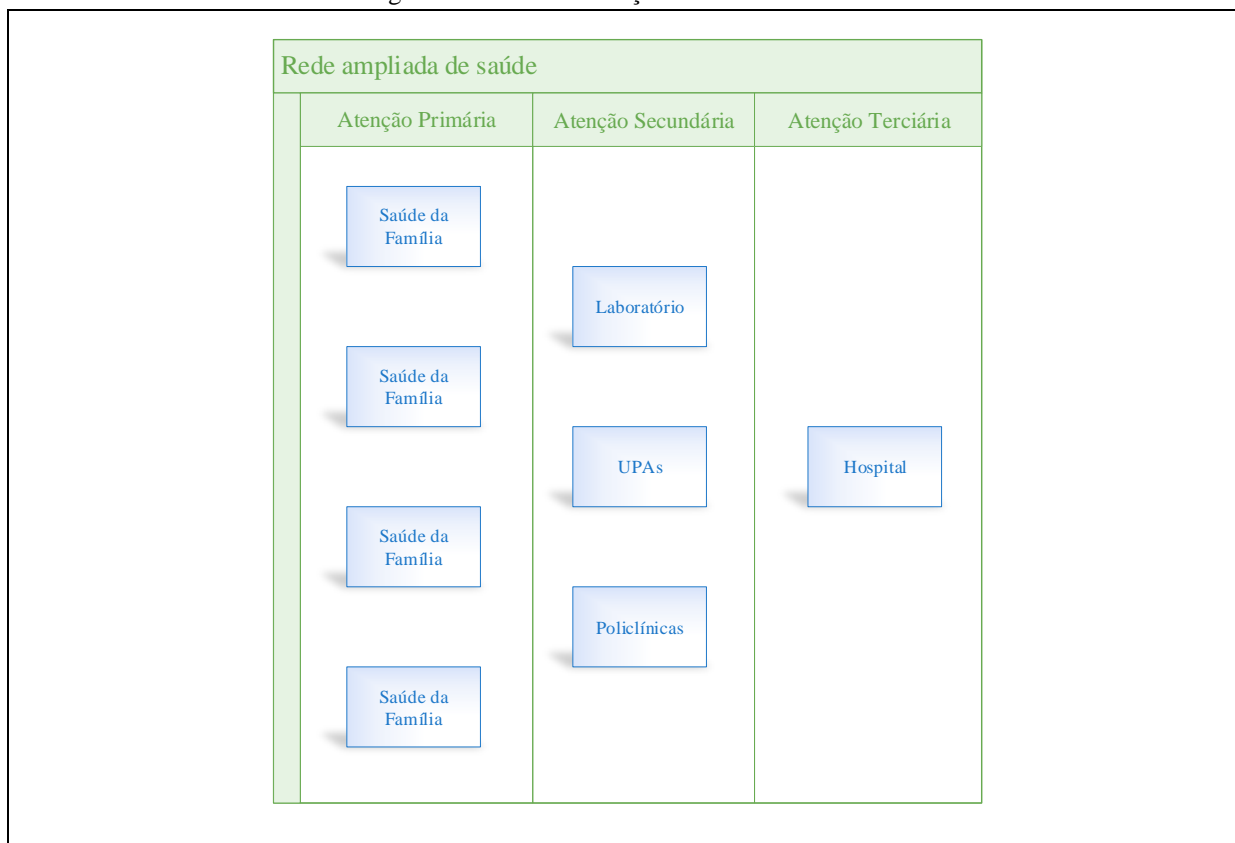 Rede ampliada de saúde
Atenção Primária
Atenção Secundária
Atenção Terciária
Saúde da
Família
Saúde da
Família
Saúde da
Família
Saúde da
Família
Laboratório
UPAs
Policlínicas
Hospital